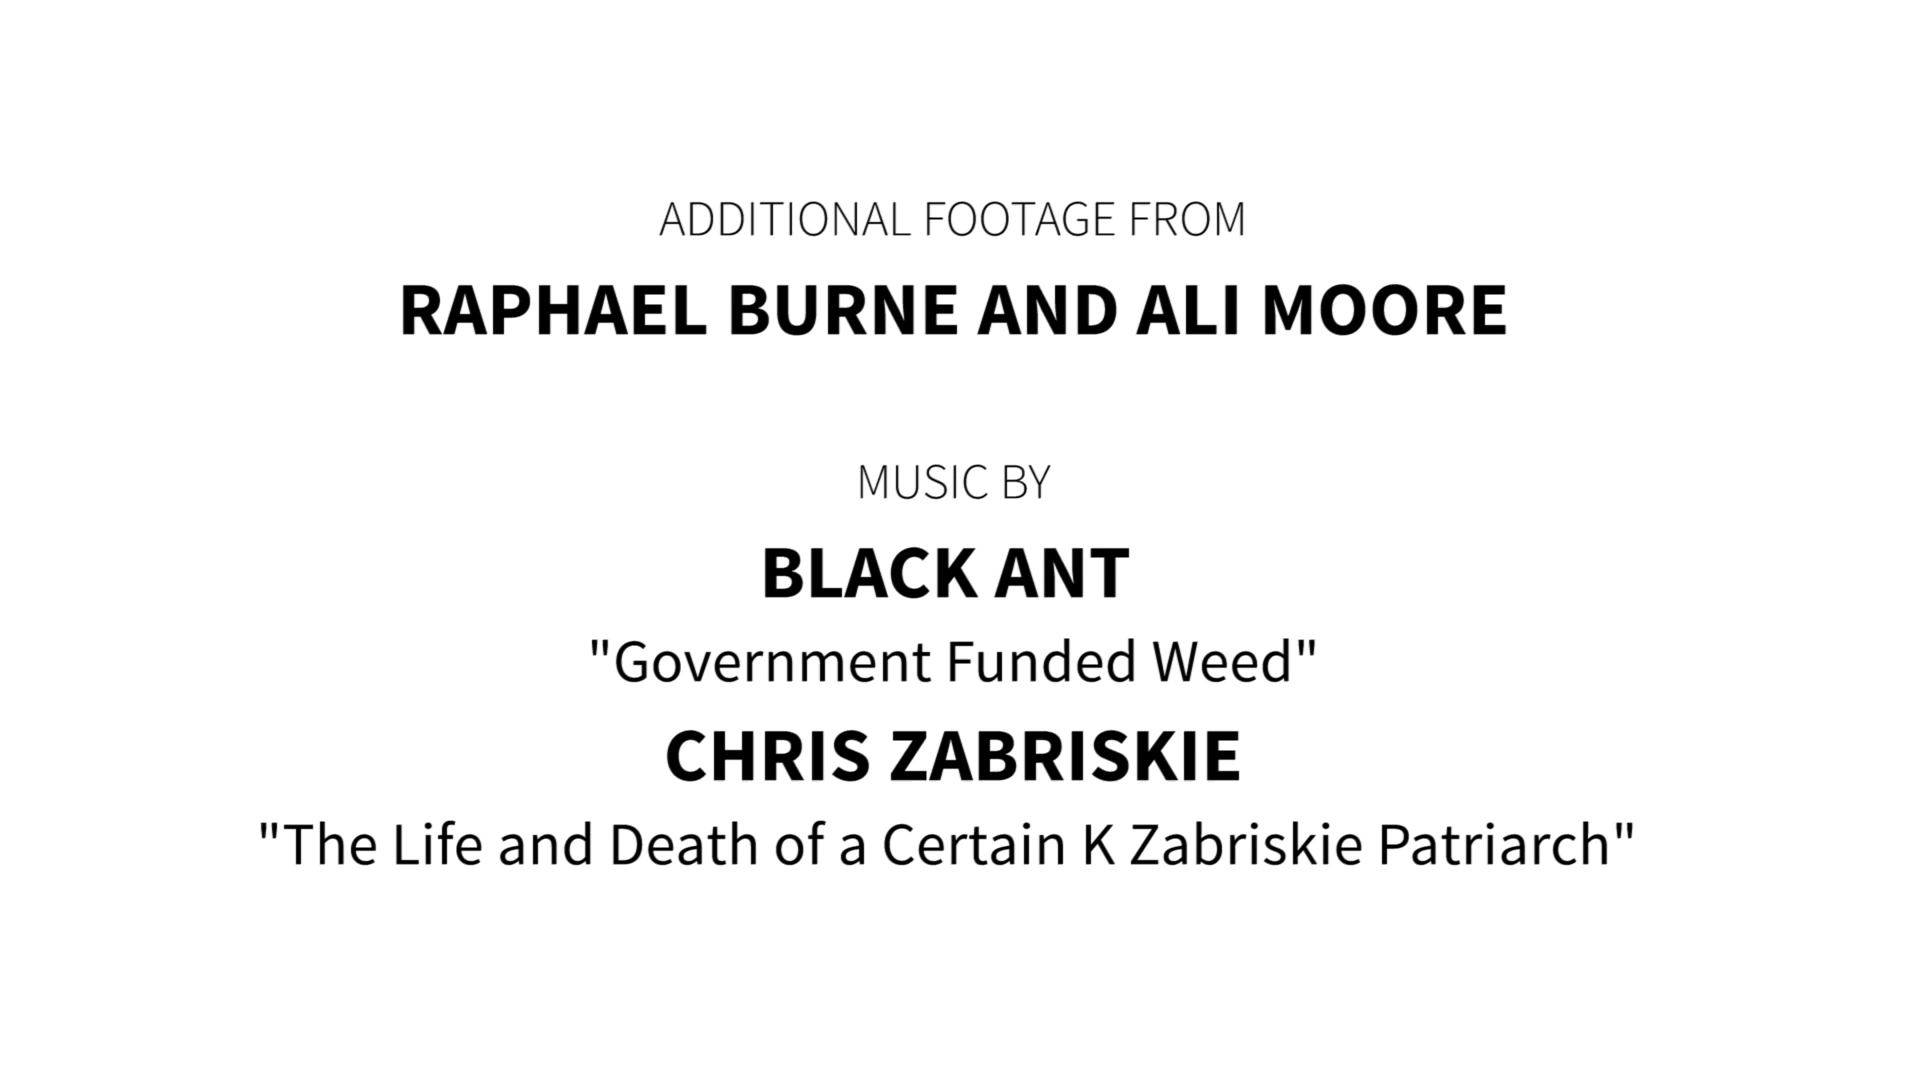 ADDITIONAL FOOTAGE FROM
RAPHAEL BURNE AND ALI MOORE
MUSIC BY
BLACK ANT
"Government Funded Weed"
CHRIS ZABRISKIE
"The Life and Death of a Certain K Zabriskie Patriarch"